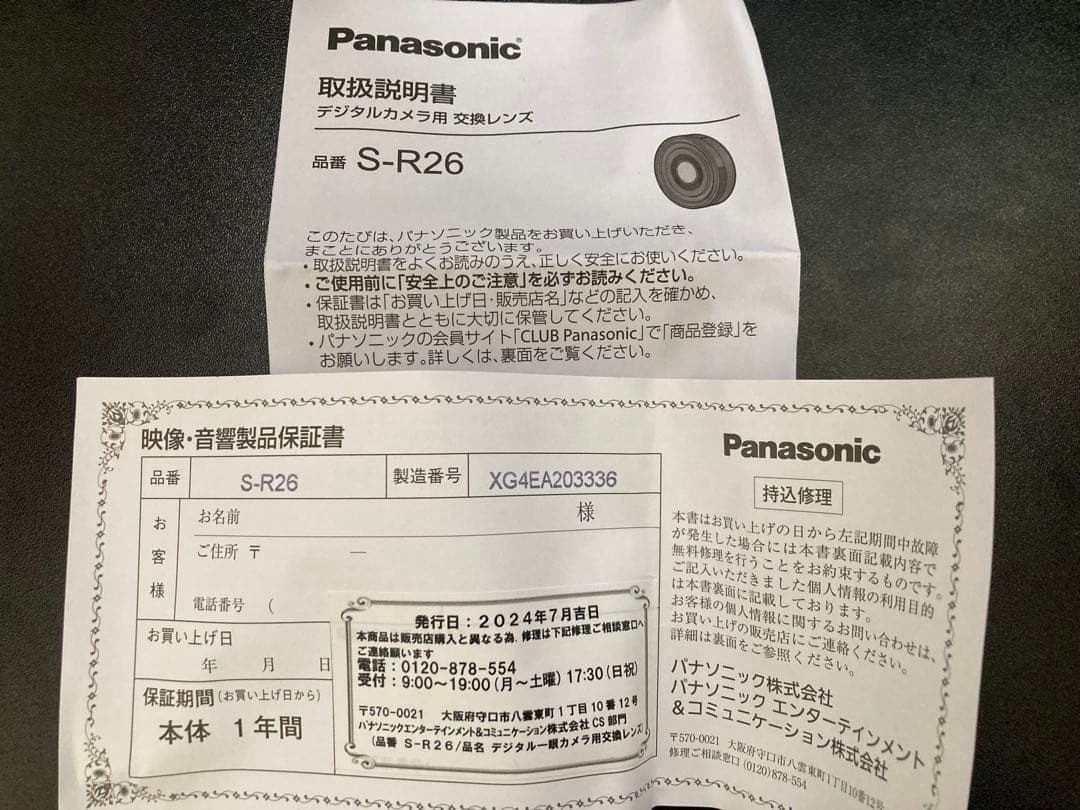 Panasonic®
取扱説明書
デジタルカメラ用 交換レンズ
品番 S-R26
このたびは、パナソニック製品をお買い上げいただき、
まことにありがとうございます。
・取扱説明書をよくお読みのうえ、正しく安全にお使いください。
・ご使用前に「安全上のご注意」を必ずお読みください。
・保証書は「お買い上げ日・販売店名」などの記入を確かめ、
取扱説明書とともに大切に保管してください。
・パナソニックの会員サイト「CLUB Panasonic」で「商品登録」を
お願いします。詳しくは、裏面をご覧ください。
映像・音響製品保証書
品番 S-R26 製造番号 XG4EA203336
お客様
お名前 様
ご住所 〒 ―
電話番号 (
お買い上げ日
年 月 日
保証期間(お買い上げ日から)
本体 1年間
発行日：2024年7月吉日
本商品は販売店購入と異なる為、修理は下記修理ご相談窓口へ
ご連絡願います
電話：0120-878-554
受付：9:00～19:00(月～土曜) 17:30(日祝)
〒570-0021 大阪府守口市八雲東町1丁目10番12号
パナソニックエンターテインメント&コミュニケーション株式会社 CS部門
(品番 S-R26/品名 デジタル一眼カメラ用交換レンズ)
Panasonic
持込修理
本書はお買い上げの日から左記期間中故障
が発生した場合には本書裏面記載内容で
無料修理を行うことをお約束するものです。
ご記入いただきました個人情報の利用目的
は本書裏面に記載しております。
お客様の個人情報に関するお問い合わせは、
お買い上げの販売店にご連絡ください。
詳細は裏面をご参照ください。
パナソニック株式会社
パナソニック エンターテインメント
&コミュニケーション株式会社
〒570-0021 大阪府守口市八雲東町1丁目10番12号
修理ご相談窓口 (0120)878-554